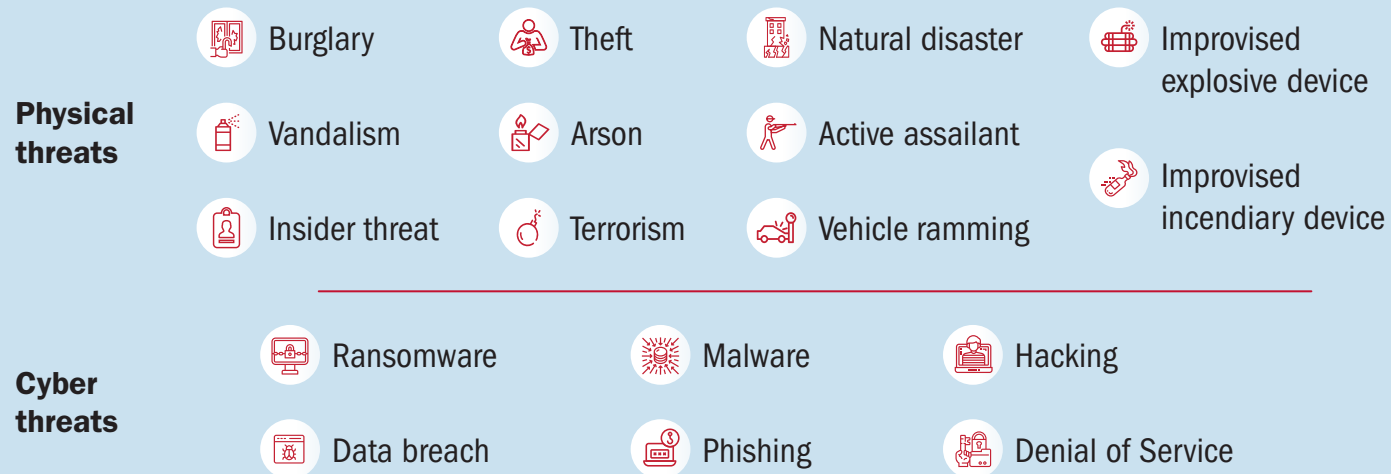 Physical
threats
Burglary
Theft
Natural disaster
Improvised
explosive device
Vandalism
Arson
Active assailant
Improvised
incendiary device
Insider threat
Terrorism
Vehicle ramming
Cyber
threats
Ransomware
Malware
Hacking
Data breach
Phishing
Denial of Service